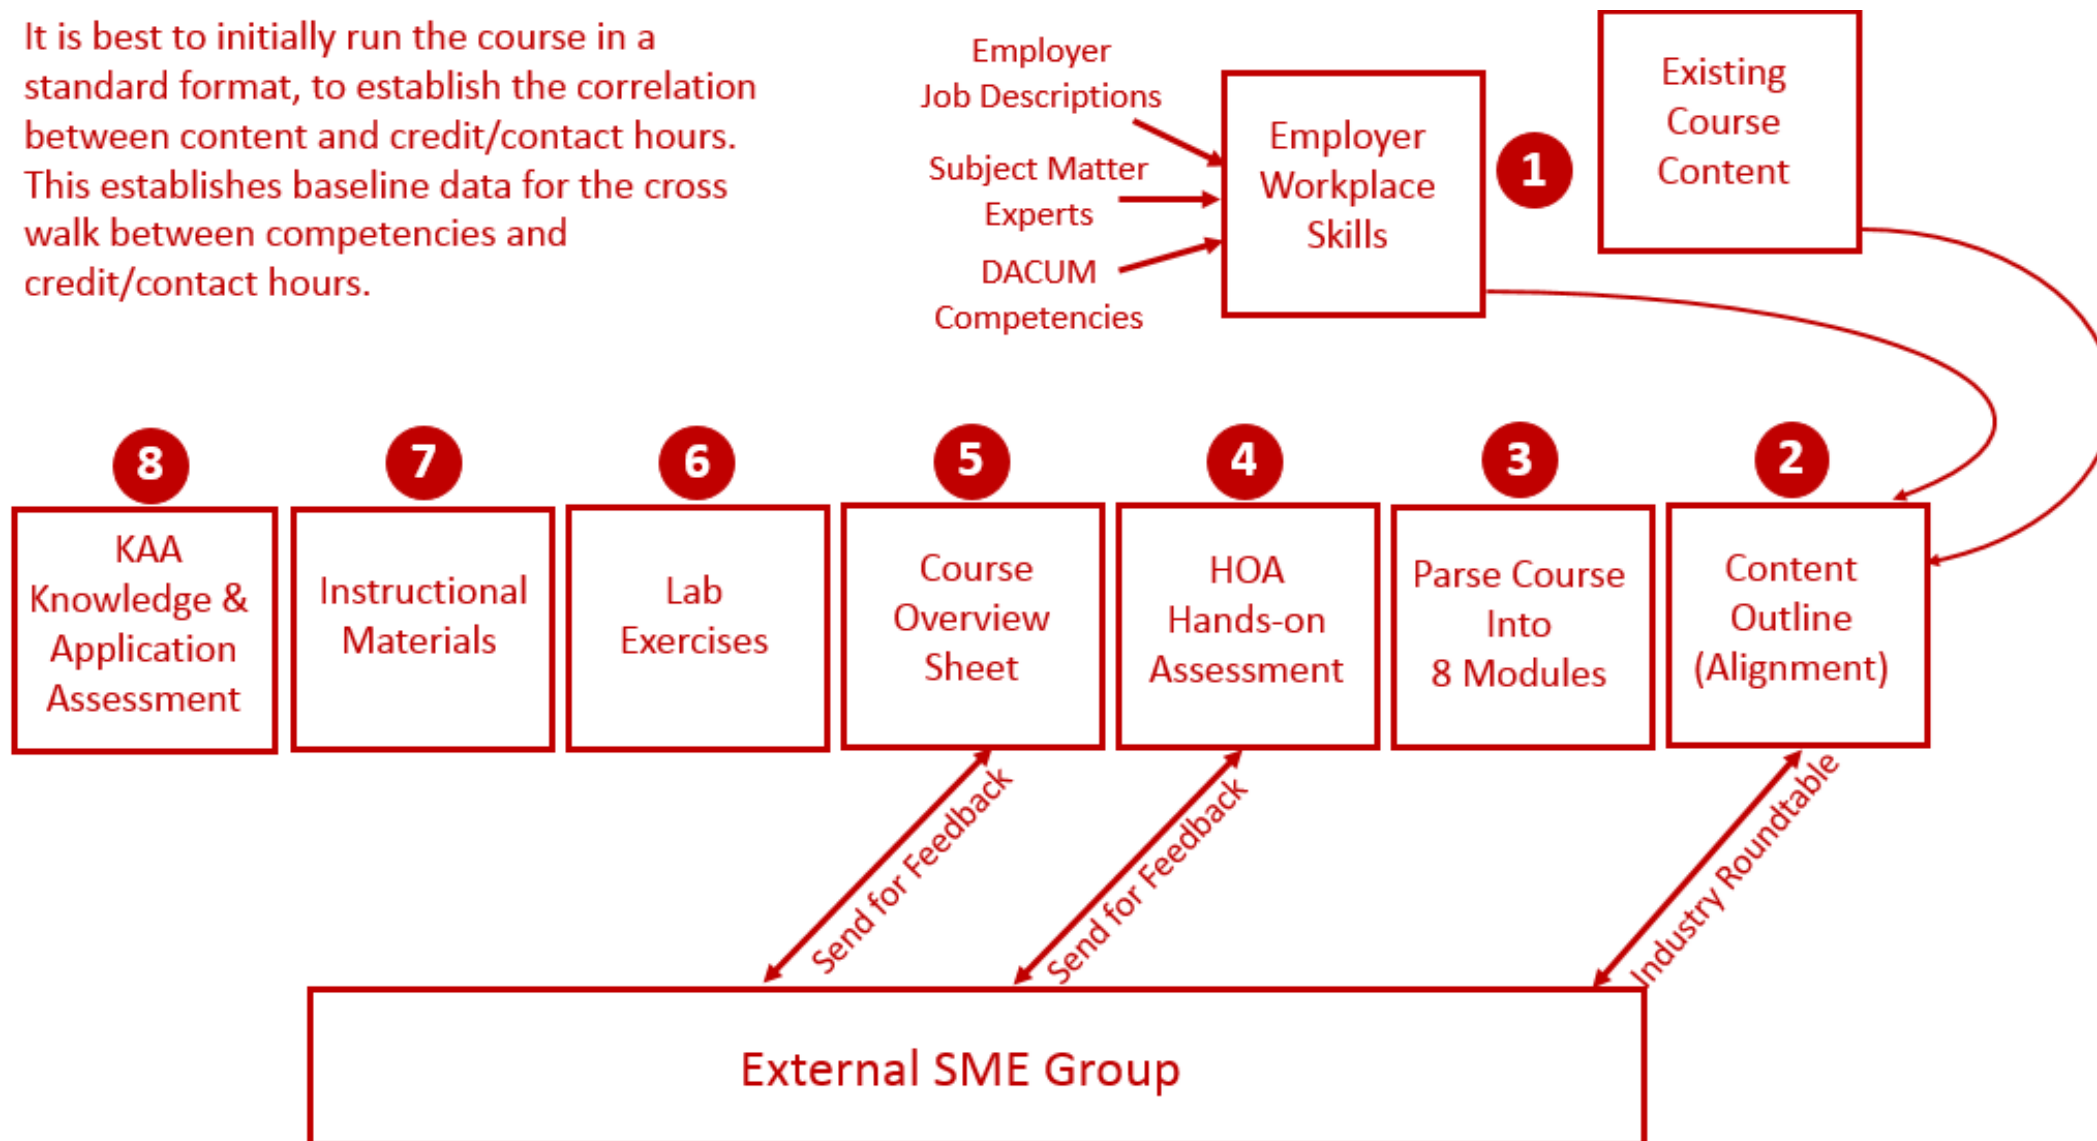 It is best to initially run the course in a
standard format, to establish the correlation
between content and credit/contact hours.
This establishes baseline data for the cross
walk between competencies and
credit/contact hours.
Employer
Job Descriptions
Subject Matter
Experts
DACUM
Competencies
Employer
Workplace
Skills
1
Existing
Course
Content
8
KAA
Knowledge &
Application
Assessment
7
Instructional
Materials
6
Lab
Exercises
5
Course
Overview
Sheet
4
HOA
Hands-on
Assessment
3
Parse Course
Into
8 Modules
2
Content
Outline
(Alignment)
Send for Feedback
Send for Feedback
Industry Roundtable
External SME Group